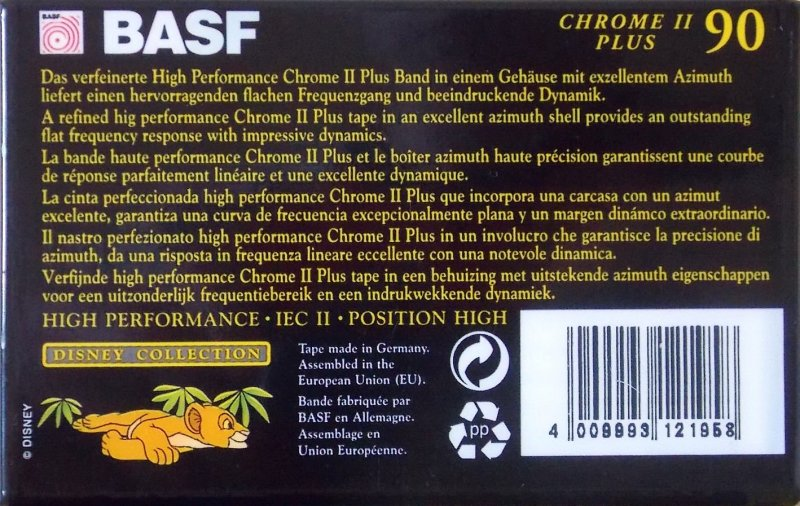 BASF
BASF
CHROME II
PLUS
90
Das verfeinerte High Performance Chrome II Plus Band in einem Gehäuse mit exzellentem Azimuth
liefert einen hervorragenden flachen Frequenzgang und beeindruckende Dynamik.
A refined hig performance Chrome II Plus tape in an excellent azimuth shell provides an outstanding
flat frequency response with impressive dynamics.
La bande haute performance Chrome II Plus et le boîter azimuth haute précision garantissent une courbe
de réponse parfaitement linéaire et une excellente dynamique.
La cinta perfeccionada high performance Chrome II Plus que incorpora una carcasa con un azimut
excelente, garantiza una curva de frecuencia excepcionalmente plana y un margen dinámco extraordinario.
Il nastro perfezionato high performance Chrome II Plus in un involucro che garantisce la precisione di
azimuth, da una risposta in frequenza lineare eccellente con una notevole dinamica.
Verfijnde high performance Chrome II Plus tape in een behuizing met uitstekende azimuth eigenschappen
voor een uitzonderlijk frequentiebereik en een indrukwekkende dynamiek.
HIGH PERFORMANCE · IEC II · POSITION HIGH
DISNEY COLLECTION
© DISNEY
Tape made in Germany.
Assembled in the
European Union (EU).
Bande fabriquée par
BASF en Allemagne.
Assemblage en
Union Européenne.
PP
4 009993 121958